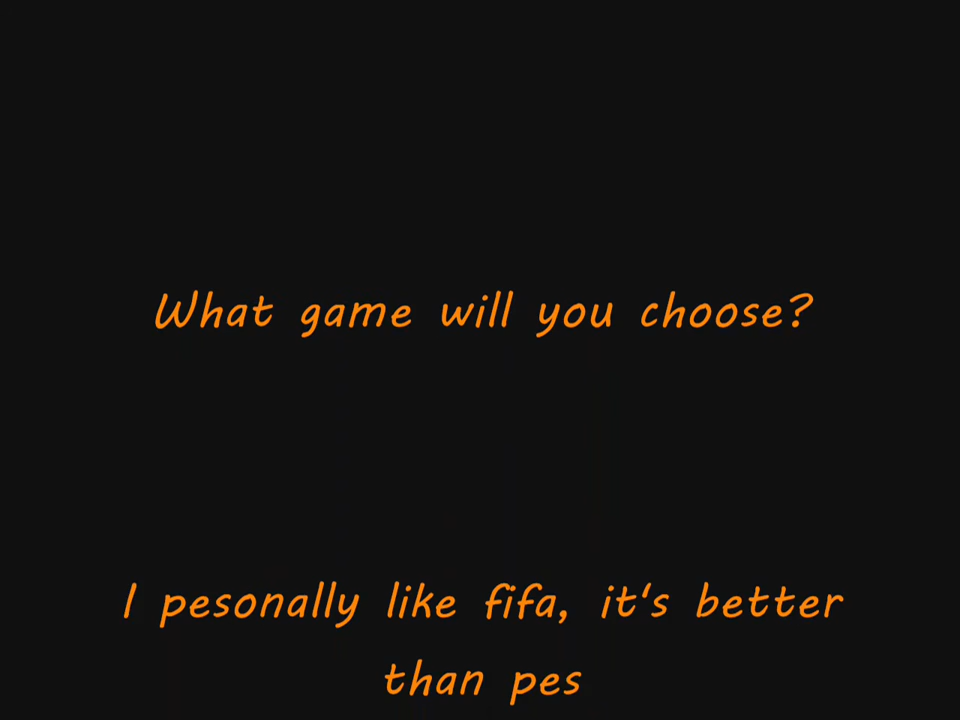 What game will you choose?
I pesonally like fifa, it's better
than pes